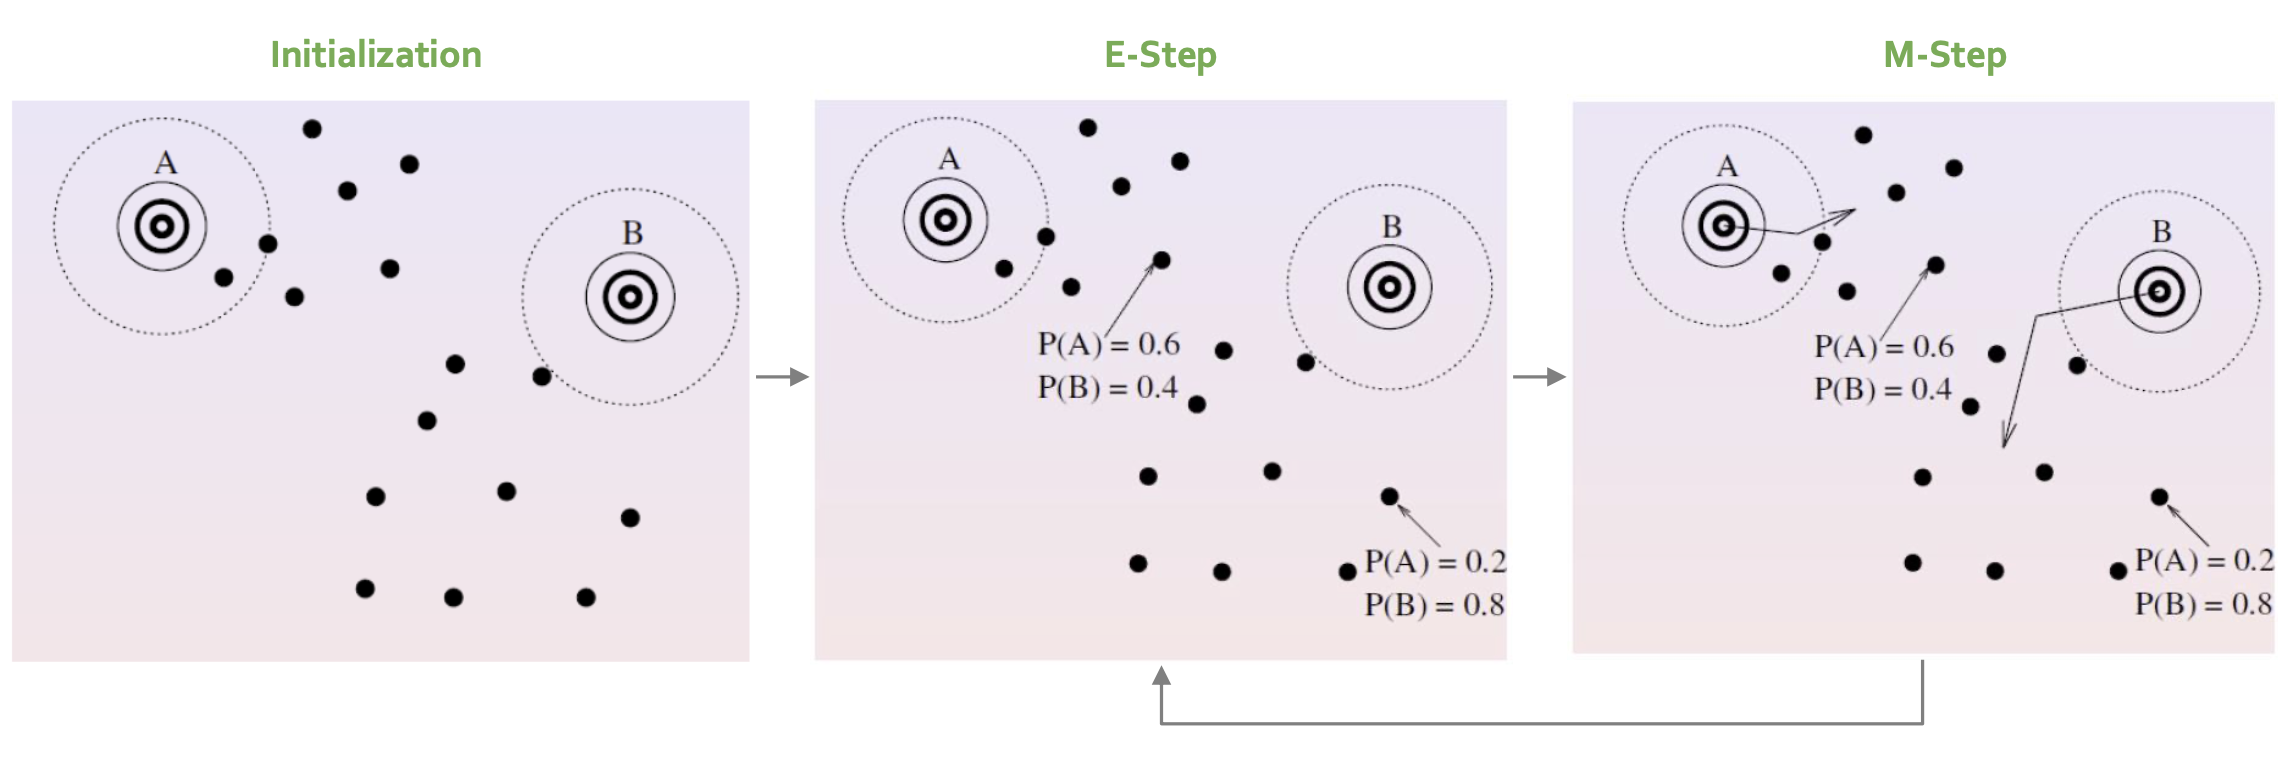 Initialization
A
B
E-Step
A
B
P(A) = 0.6
P(B) = 0.4
P(A) = 0.2
P(B) = 0.8
M-Step
A
B
P(A) = 0.6
P(B) = 0.4
P(A) = 0.2
P(B) = 0.8